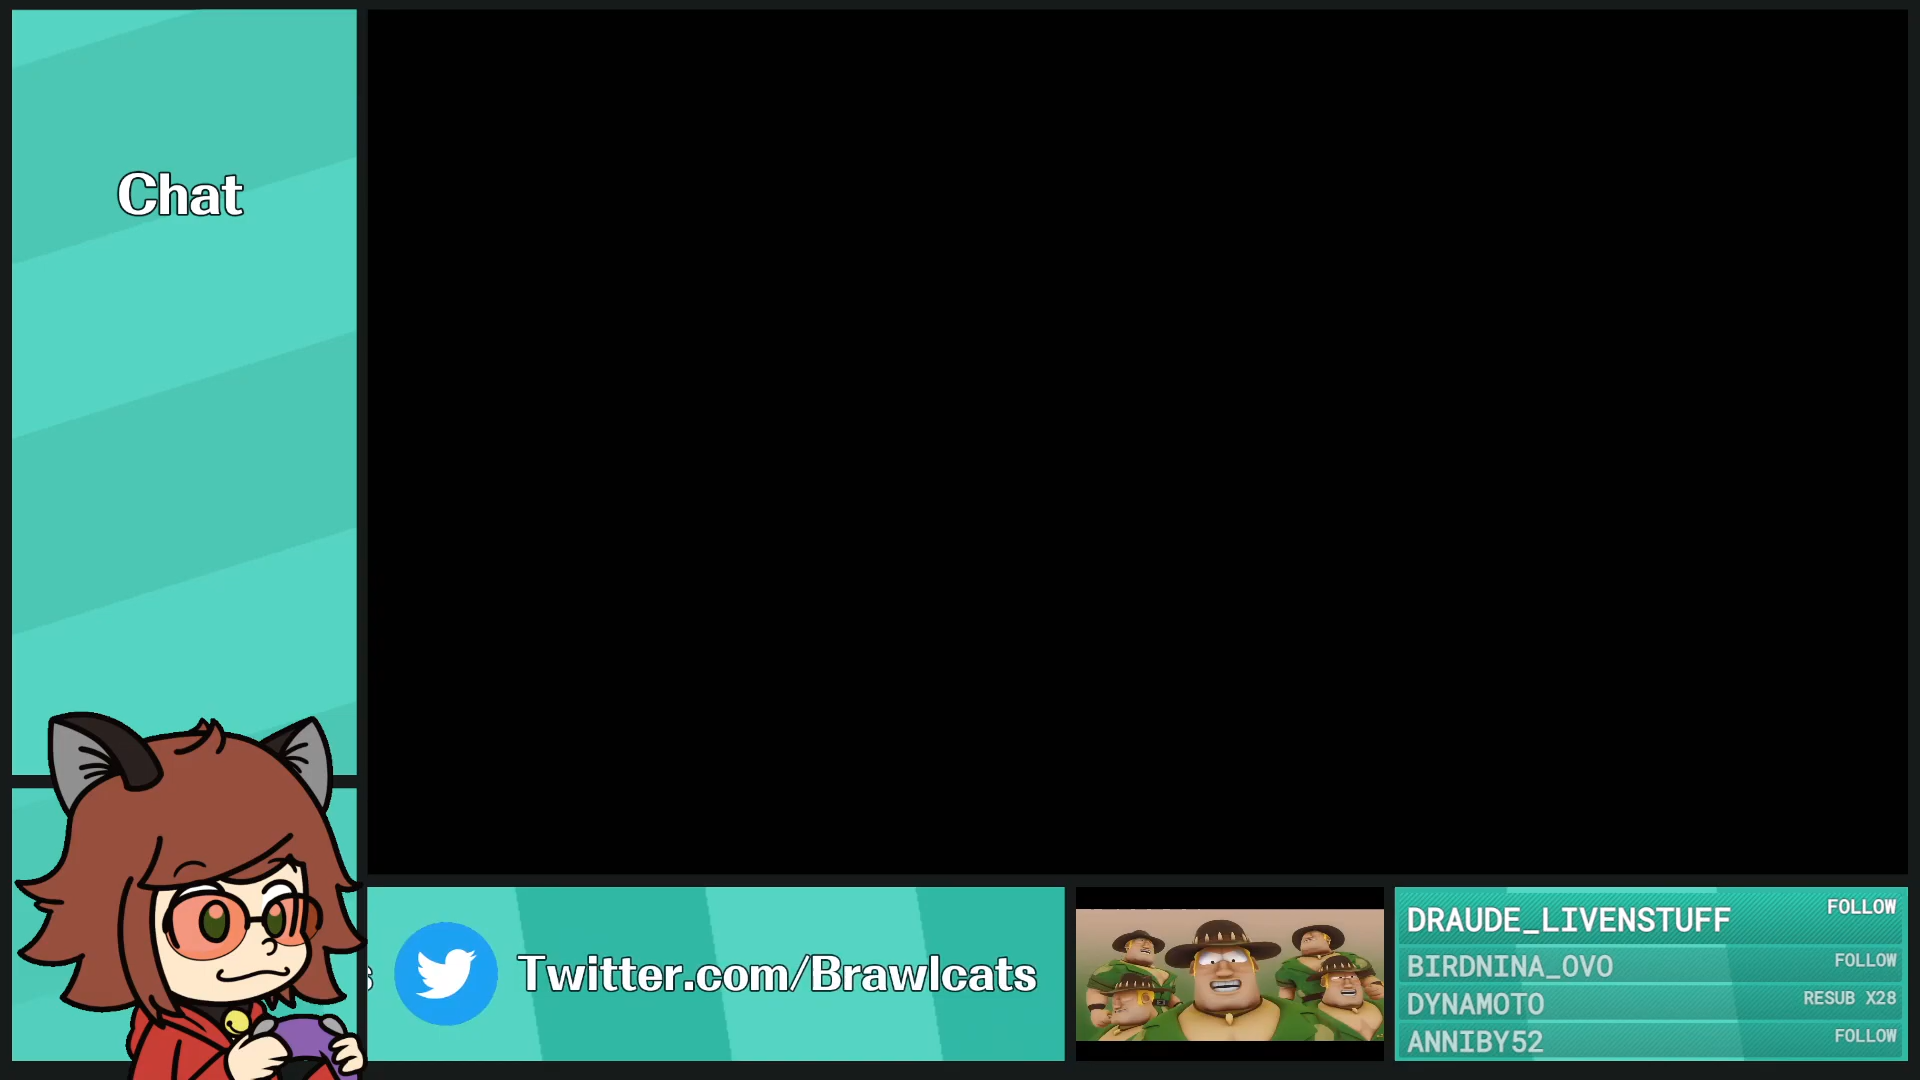 Chat
s
Twitter.com/Brawlcats
DRAUDE_LIVENSTUFF FOLLOW
BIRDNINA_OVO FOLLOW
DYNAMOTO RESUB X28
ANNIBY52 FOLLOW